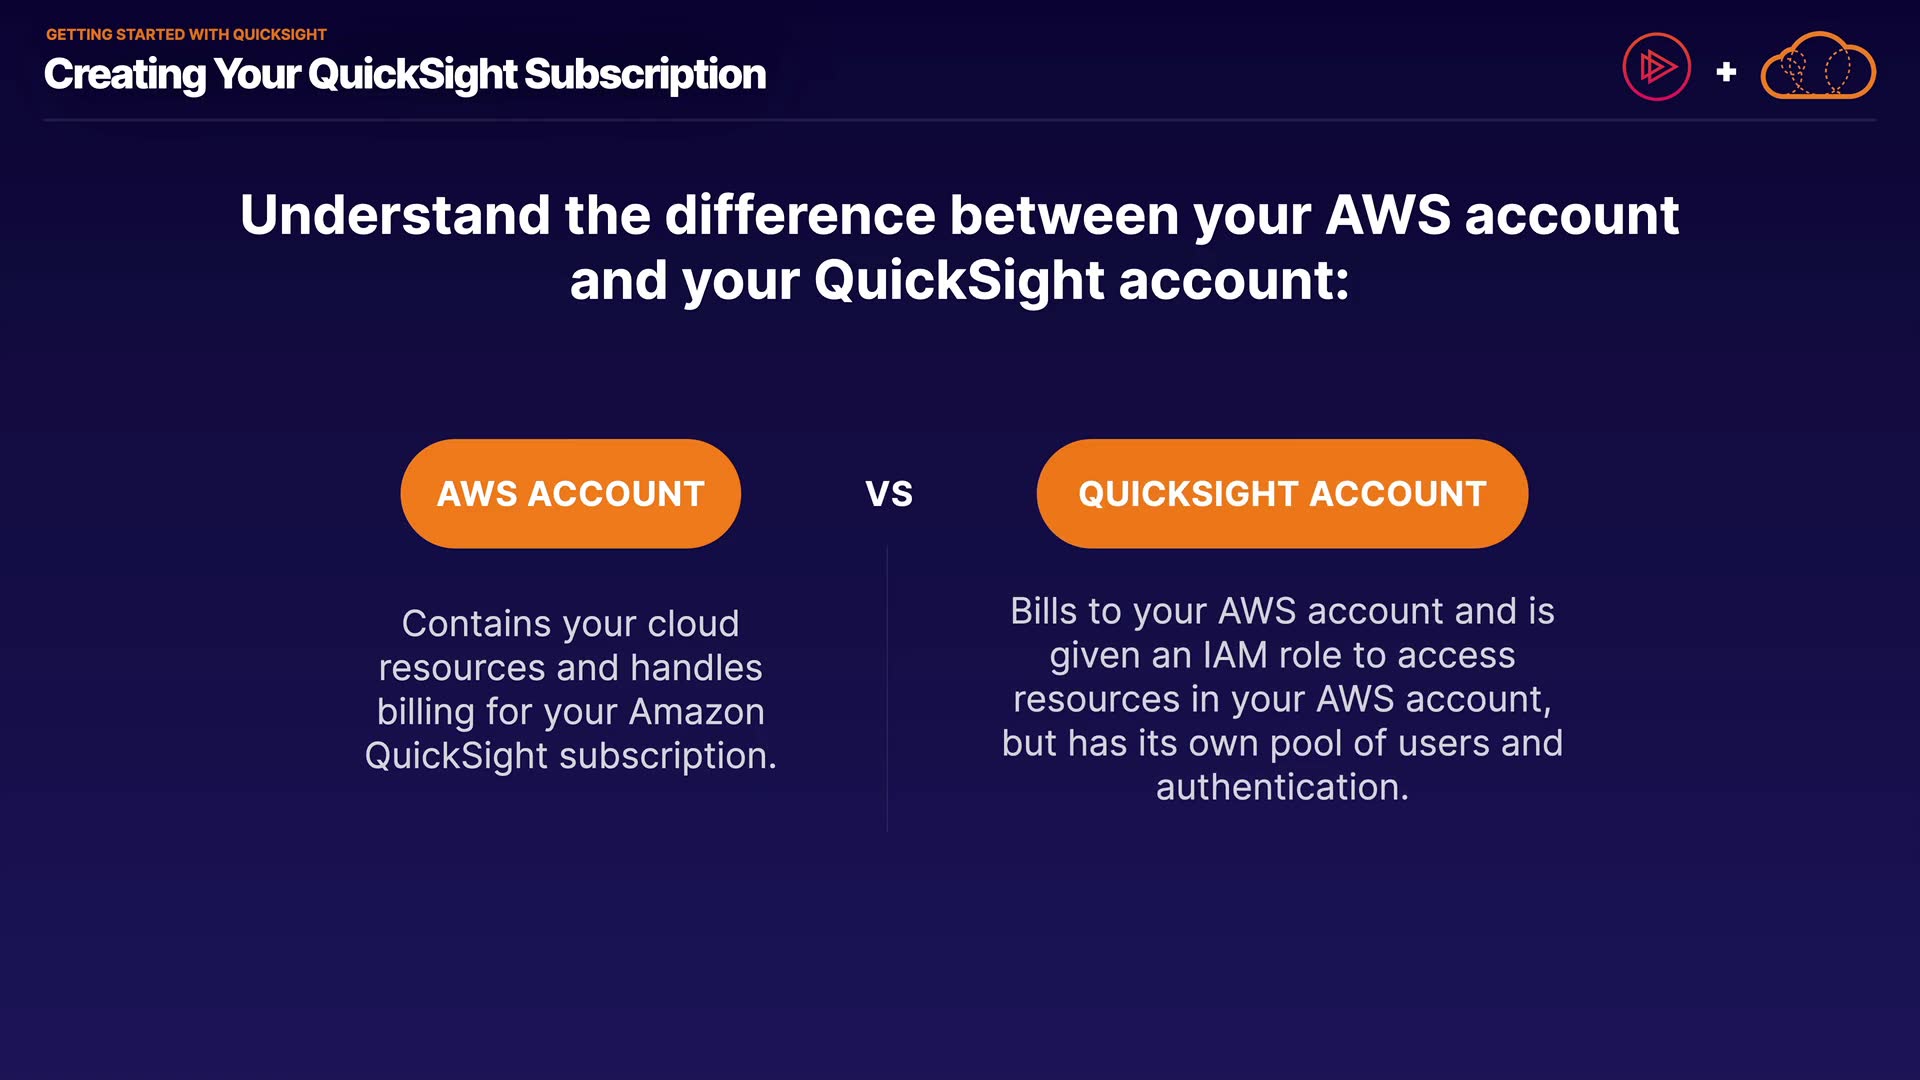 GETTING STARTED WITH QUICKSIGHT
Creating Your QuickSight Subscription
+
Understand the difference between your AWS account
and your QuickSight account:
AWS ACCOUNT
VS
QUICKSIGHT ACCOUNT
Contains your cloud
resources and handles
billing for your Amazon
QuickSight subscription.
Bills to your AWS account and is
given an IAM role to access
resources in your AWS account,
but has its own pool of users and
authentication.